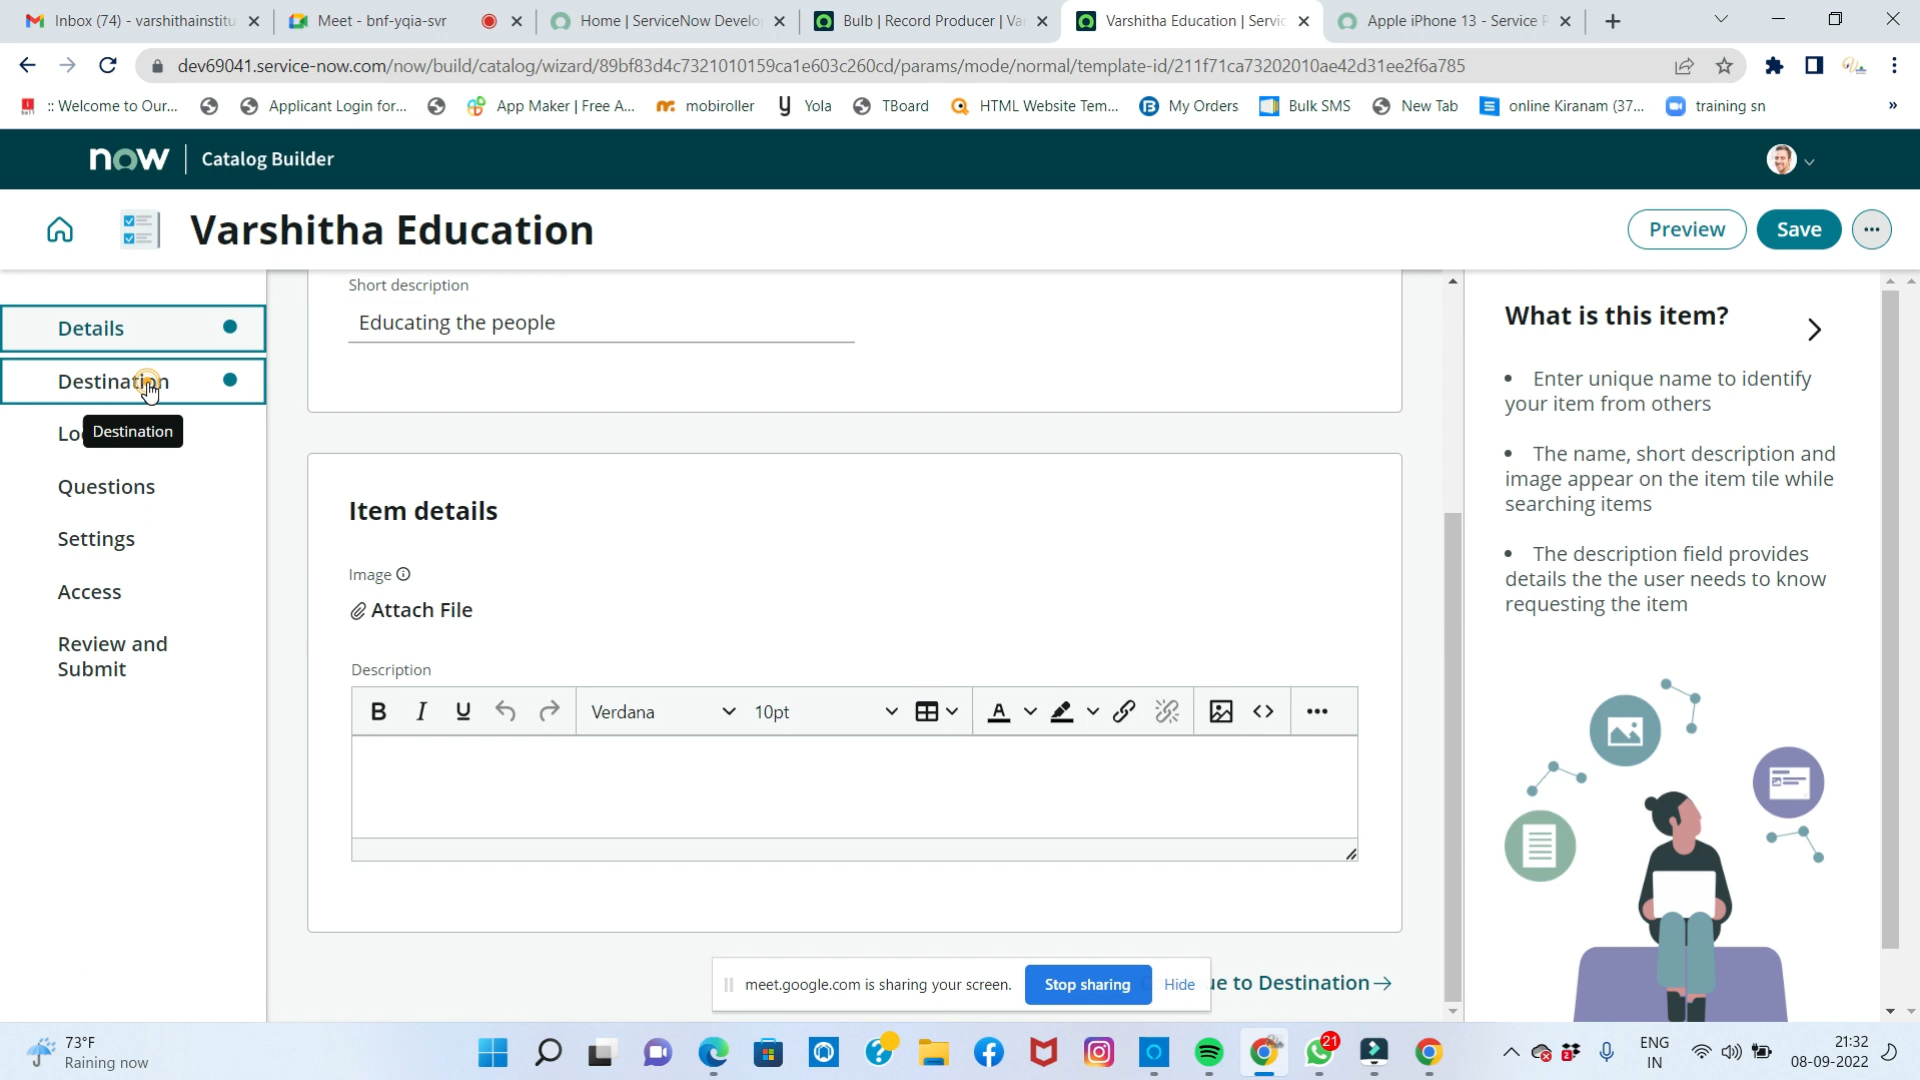 Inbox (74) - varshithainstitu
Meet - bnf-yqia-svr
Home | ServiceNow Develo
Bulb | Record Producer | Va
Varshitha Education | Servic
Apple iPhone 13 - Service P
dev69041.service-now.com/now/build/catalog/wizard/89bf83d4c7321010159ca1e603c260cd/params/mode/normal/template-id/211f71ca73202010ae42d31ee2f6a785
:: Welcome to Our...
Applicant Login for...
App Maker | Free A...
mobiroller
Yola
TBoard
HTML Website Tem...
My Orders
Bulk SMS
New Tab
online Kiranam (37...
training sn
»
now
Catalog Builder
Varshitha Education
Preview
Save
Details
Destination
Destination
Lo
Questions
Settings
Access
Review and
Submit
Short description
Educating the people
Item details
Image
Attach File
Description
B I U
Verdana
10pt
A
What is this item?
• Enter unique name to identify
your item from others
• The name, short description and
image appear on the item tile while
searching items
• The description field provides
details the the user needs to know
requesting the item
meet.google.com is sharing your screen.
Stop sharing
Hide
ue to Destination→
73°F
Raining now
21
ENG
IN
21:32
08-09-2022